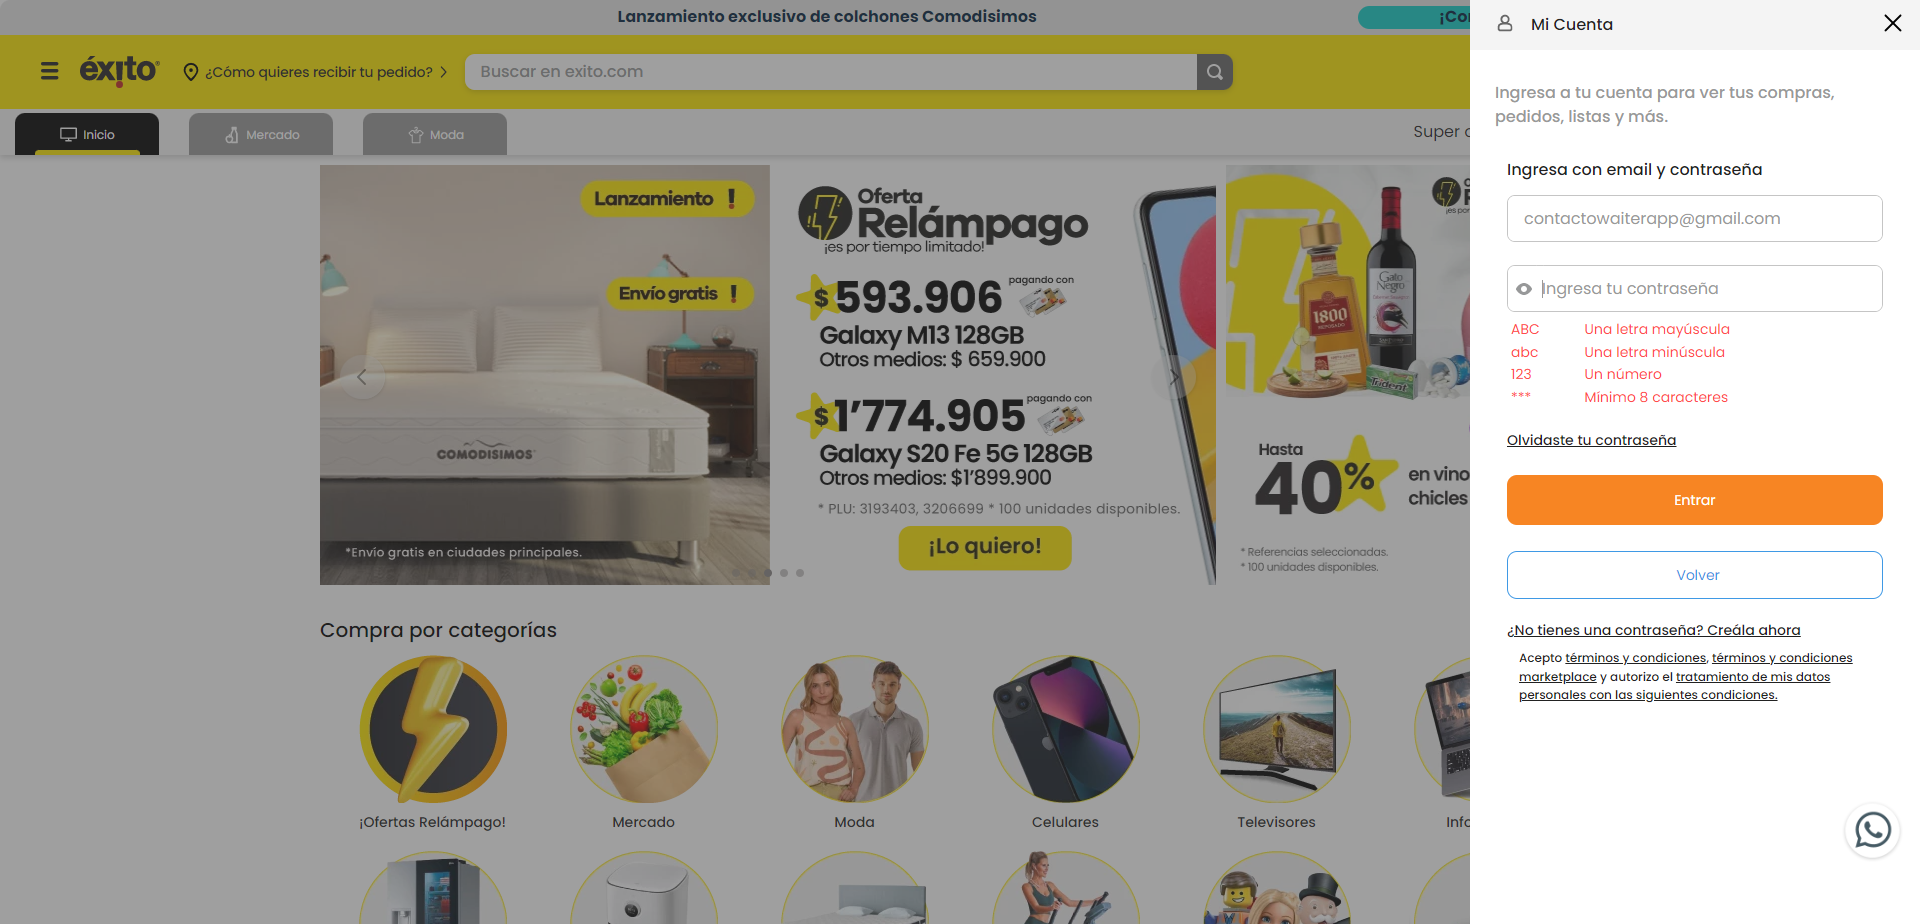 Lanzamiento exclusivo de colchones Comodisimos
éxito
¿Cómo quieres recibir tu pedido?
Buscar en exito.com
Inicio
Mercado
Moda
Lanzamiento !
Envío gratis !
COMODISIMOS
*Envío gratis en ciudades principales.
Oferta
Relámpago
¡es por tiempo limitado!
pagando con
$593.906
Galaxy M13 128GB
Otros medios: $ 659.900
pagando con
$1'774.905
Galaxy S20 Fe 5G 128GB
Otros medios: $1'899.900
* PLU: 3193403, 3206699 * 100 unidades disponibles.
¡Lo quiero!
1800
Gato
Negro
Trident
Hasta
40%
en vino
chicles
* Referencias seleccionadas.
* 100 unidades disponibles.
Compra por categorías
¡Ofertas Relámpago!
Mercado
Moda
Celulares
Televisores
Mi Cuenta
Ingresa a tu cuenta para ver tus compras,
pedidos, listas y más.
Ingresa con email y contraseña
contactowaiterapp@gmail.com
Ingresa tu contraseña
ABC Una letra mayúscula
abc Una letra minúscula
123 Un número
*** Mínimo 8 caracteres
Olvidaste tu contraseña
Entrar
Volver
¿No tienes una contraseña? Creála ahora
Acepto términos y condiciones, términos y condiciones
marketplace y autorizo el tratamiento de mis datos
personales con las siguientes condiciones.